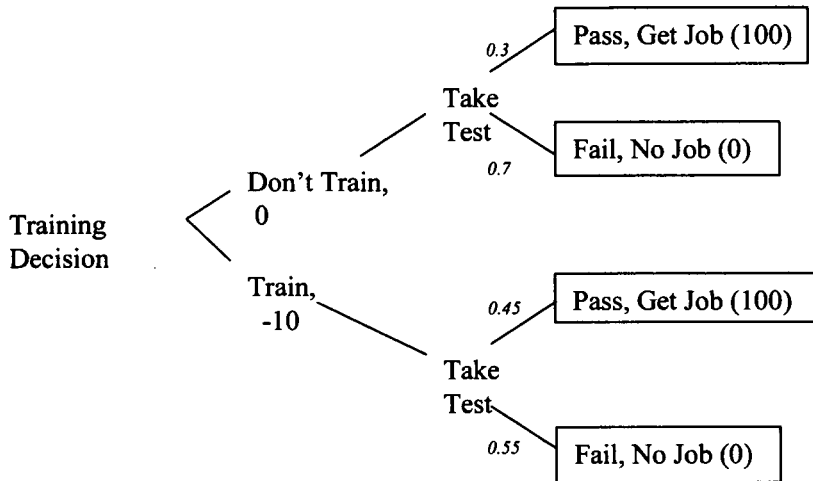 0.3
Pass, Get Job (100)
Take
Test
0.7
Fail, No Job (0)
Don't Train,
0
Training
Decision
Train,
-10
0.45
Pass, Get Job (100)
Take
Test
0.55
Fail, No Job (0)